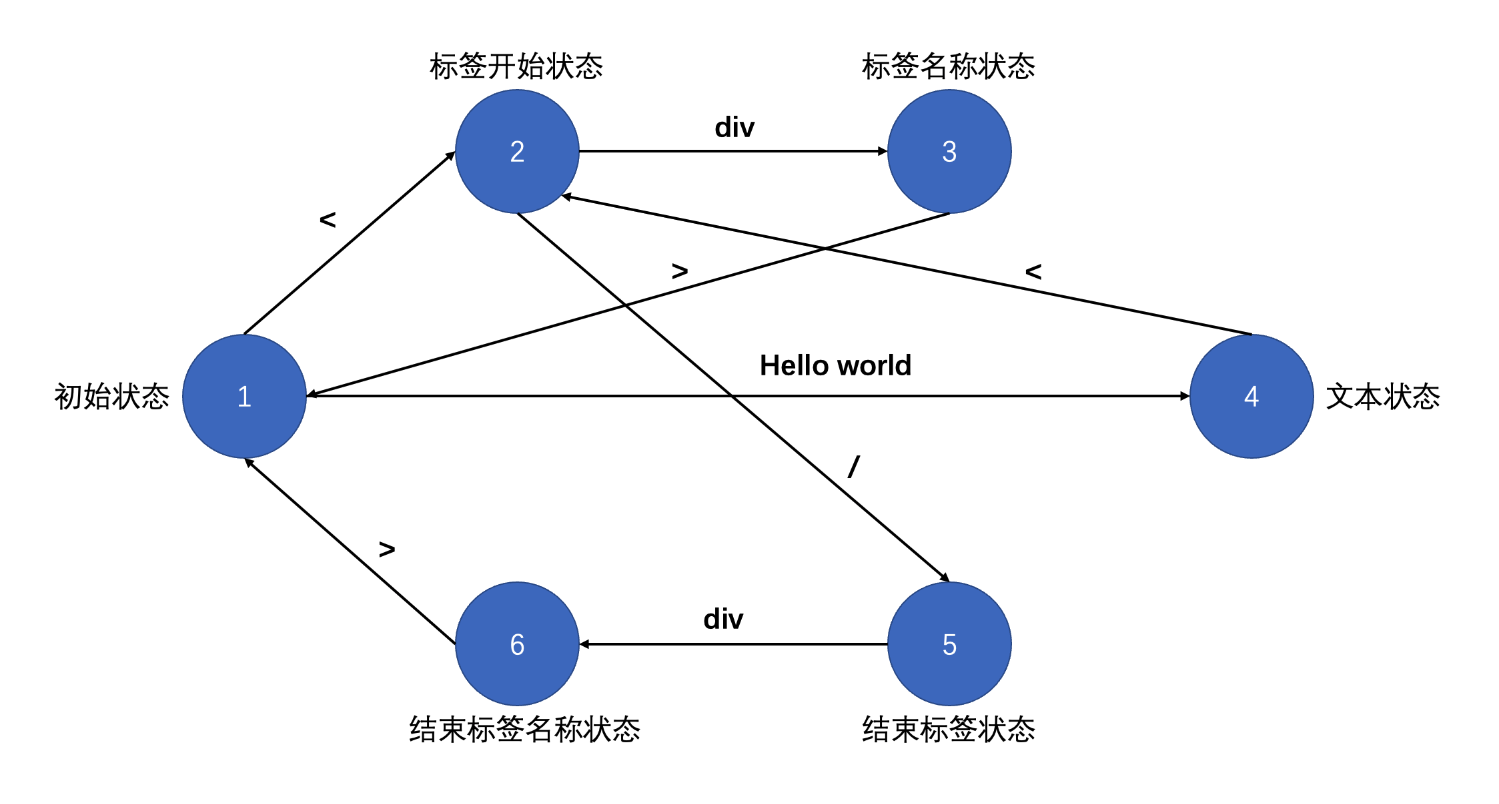 标签开始状态
标签名称状态
div
2
3
<
>
<
Hello world
初始状态
1
4
文本状态
/
>
div
6
5
结束标签名称状态
结束标签状态